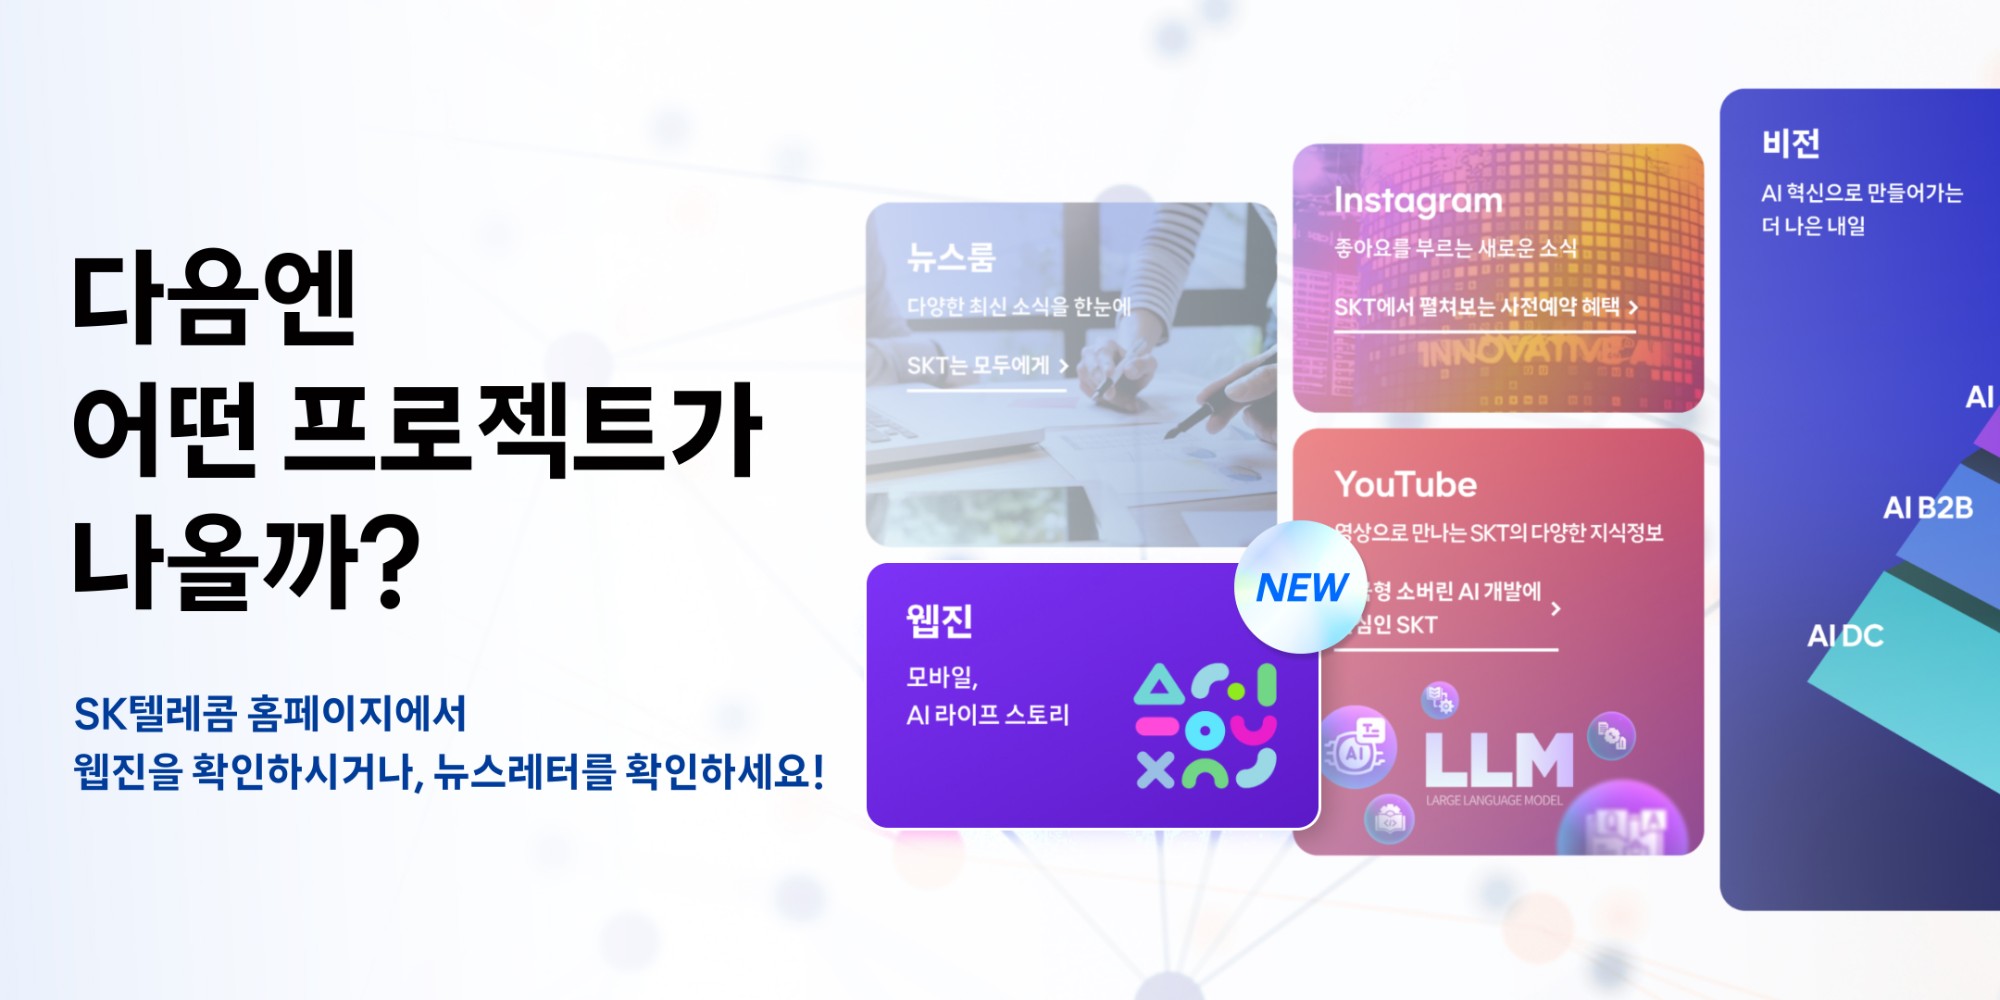 다음엔
어떤 프로젝트가
나올까?
SK텔레콤 홈페이지에서
웹진을 확인하시거나, 뉴스레터를 확인하세요!
뉴스룸
다양한 최신 소식을 한눈에
SKT는 모두에게 >
웹진
모바일,
AI 라이프 스토리
NEW
Instagram
좋아요를 부르는 새로운 소식
SKT에서 펼쳐보는 사전예약 혜택 >
INNOVATIVE AI
YouTube
영상으로 만나는 SKT의 다양한 지식정보
소버린 AI 개발에 >
SKT
AI
LLM
LARGE LANGUAGE MODEL
Q A
비전
AI 혁신으로 만들어가는
더 나은 내일
AI
AI B2B
AI DC